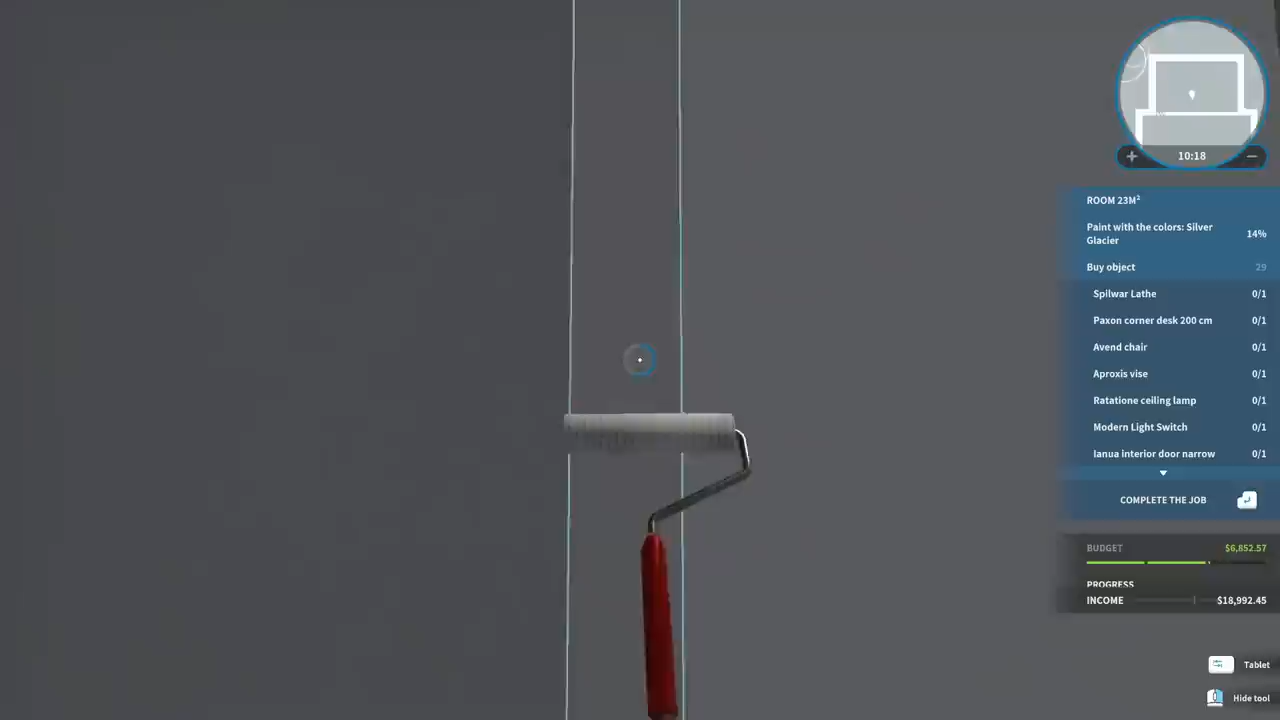 10:18
ROOM 23M²
Paint with the colors: Silver
Glacier 14%
Buy object 29
Spilwar Lathe 0/1
Paxon corner desk 200 cm 0/1
Avend chair 0/1
Aproxis vise 0/1
Ratatione ceiling lamp 0/1
Modern Light Switch 0/1
Ianua interior door narrow 0/1
COMPLETE THE JOB
BUDGET $6,852.57
PROGRESS
INCOME $18,992.45
Tablet
Hide tool